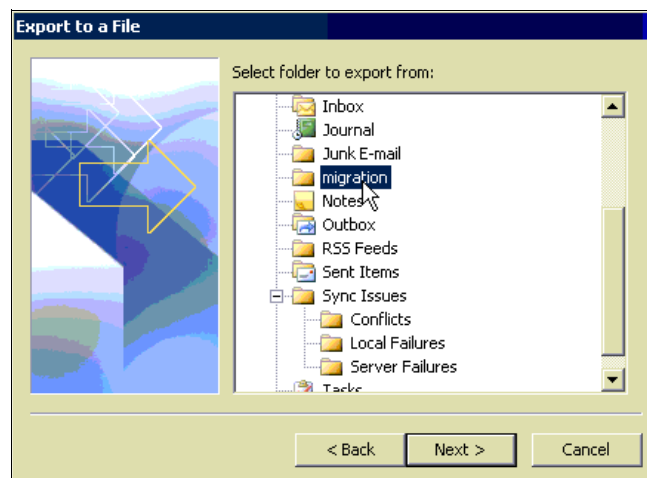 Export to a File
Select folder to export from:
Inbox
Journal
Junk E-mail
migration
Notes
Outbox
RSS Feeds
Sent Items
Sync Issues
Conflicts
Local Failures
Server Failures
Tasks
< Back Next > Cancel